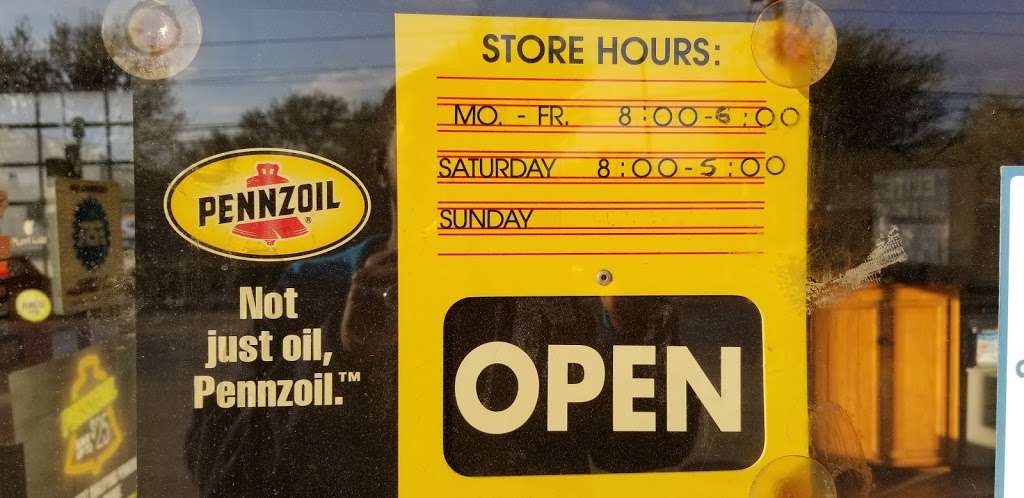 STORE HOURS:
MO. - FR. 8:00-6:00
SATURDAY 8:00-5:00
SUNDAY
OPEN
PENNZOIL®
Not
just oil,
Pennzoil.™